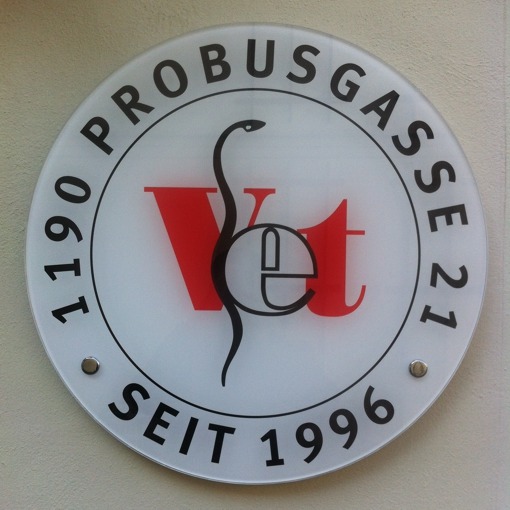 1190 PROBUSGASSE 21
Vet
SEIT 1996